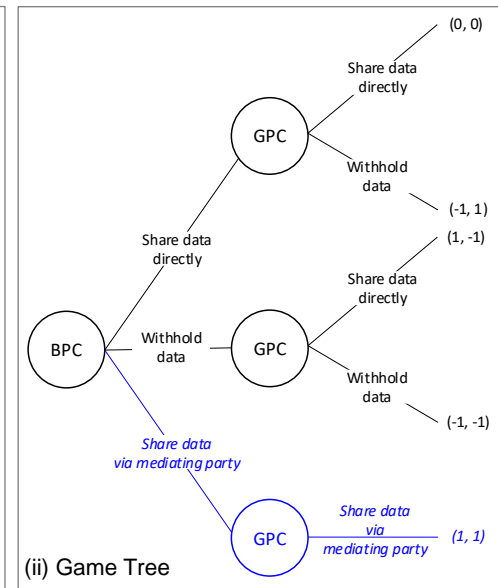 (0, 0)
Share data
directly
GPC
Withhold
data
(-1, 1)
Share data
directly
(1, -1)
Share data
directly
BPC
Withhold
data
GPC
Withhold
data
(-1, -1)
Share data
via mediating party
GPC
Share data
via
mediating party
(1, 1)
(ii) Game Tree